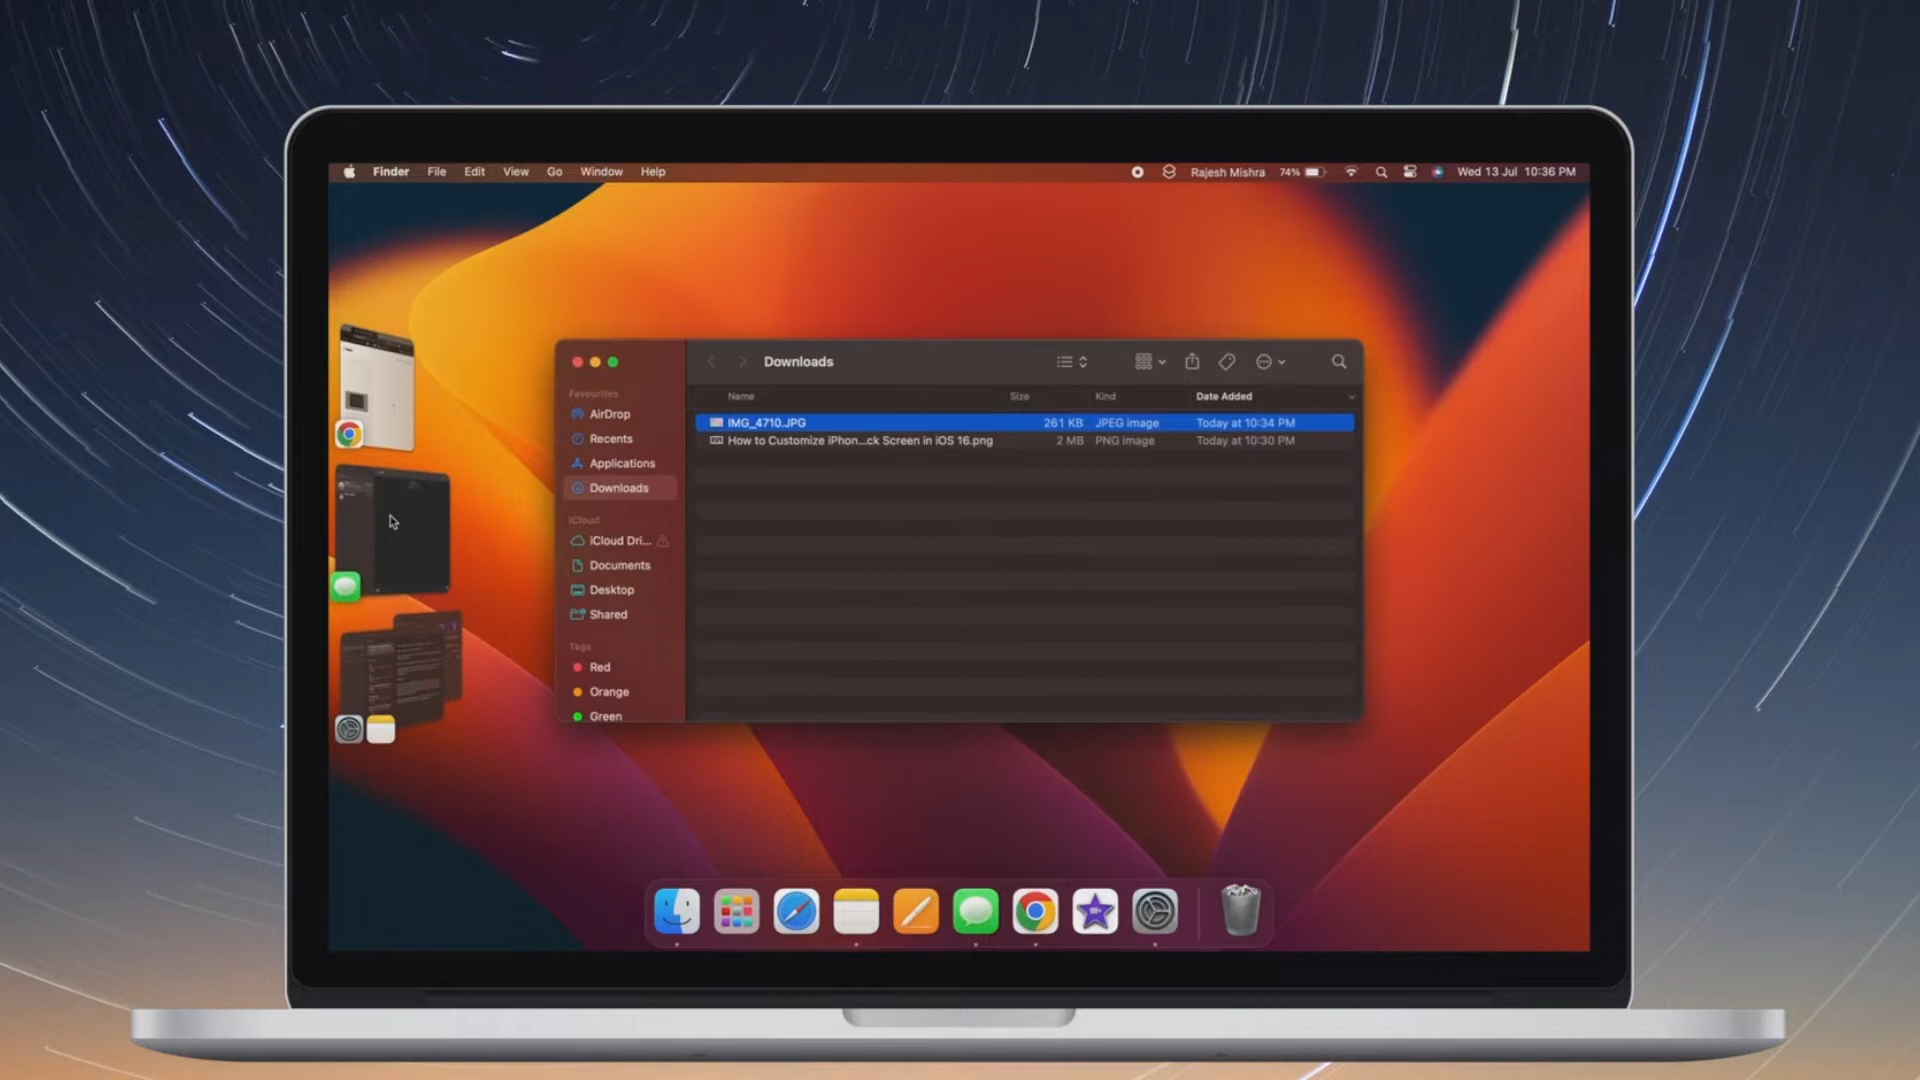 Finder File Edit View Go Window Help Rajesh Mishra 74% Wed 13 Jul 10:36 PM
Downloads
Favourites
AirDrop
Recents
Applications
Downloads
iCloud
iCloud Dri...
Documents
Desktop
Shared
Tags
Red
Orange
Green
Name Size Kind Date Added
IMG_4710.JPG 261 KB JPEG image Today at 10:34 PM
How to Customize iPhon...ck Screen in iOS 16.png 2 MB PNG image Today at 10:30 PM